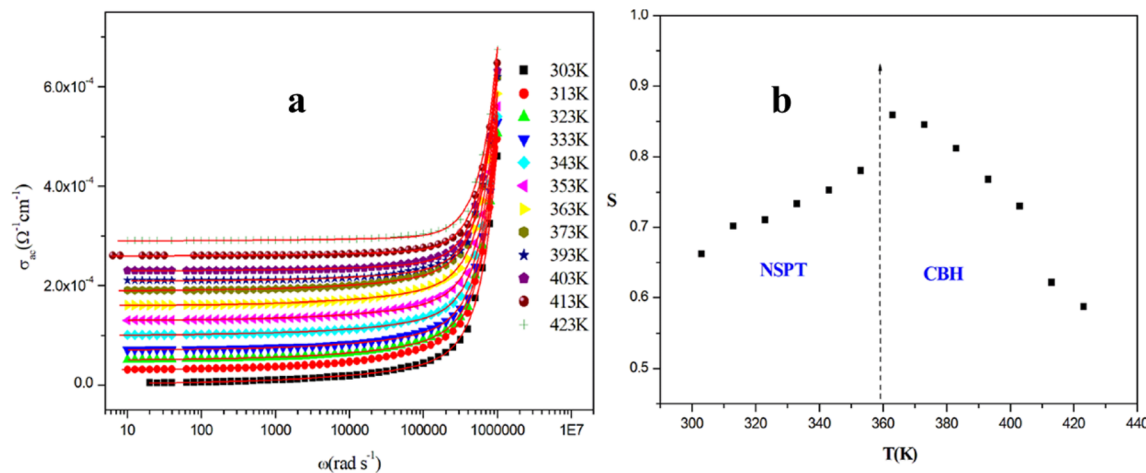 a
6.0x10⁻⁴
4.0x10⁻⁴
2.0x10⁻⁴
0.0
σac(Ω⁻¹cm⁻¹)
10
100
1000
10000
100000
1000000
1E7
ω(rad s⁻¹)
303K
313K
323K
333K
343K
353K
363K
373K
393K
403K
413K
423K
b
1.0
0.9
0.8
0.7
0.6
0.5
S
NSPT
CBH
300
320
340
360
380
400
420
440
T(K)